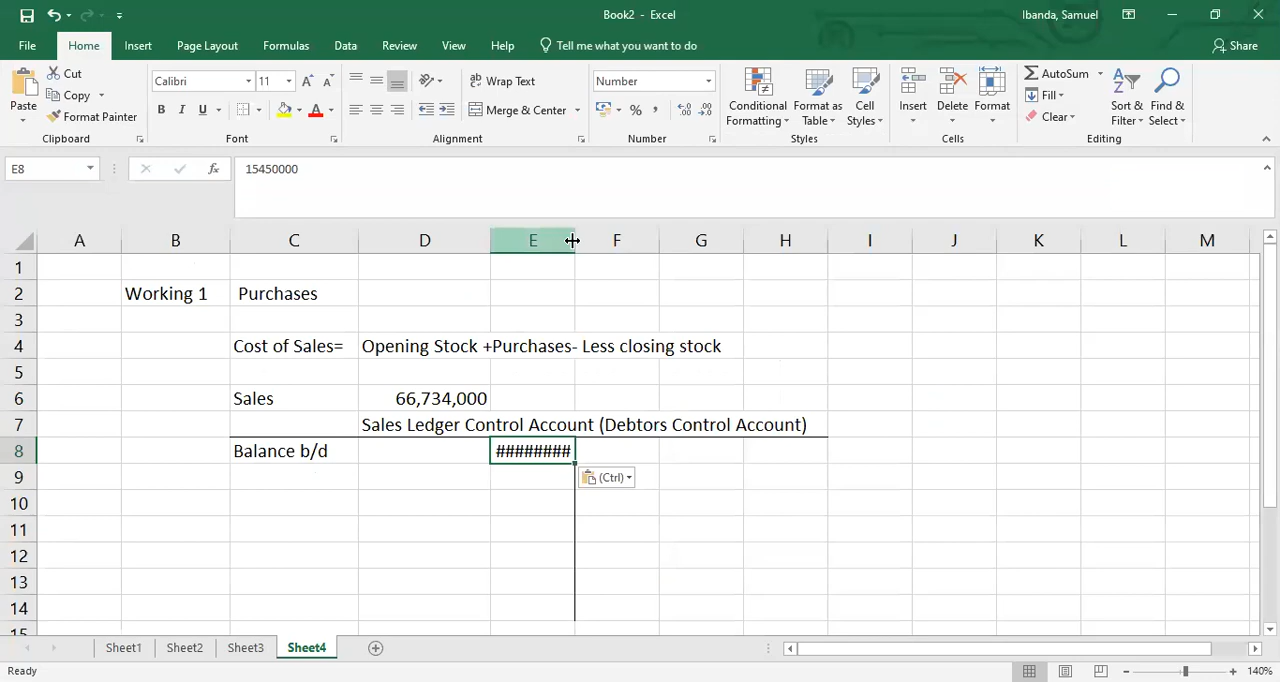 Book2 - Excel
Ibanda, Samuel
File Home Insert Page Layout Formulas Data Review View Help Tell me what you want to do Share
Paste
Cut
Copy
Format Painter
Clipboard
Calibri 11
A A
B I U A
Font
Wrap Text
Merge & Center
Alignment
Number
% , .00
Number
Conditional Formatting
Format as Table
Cell Styles
Styles
Insert Delete Format
Cells
AutoSum
Fill
Clear
Sort & Filter
Find & Select
Editing
E8 fx 15450000
A B C D E F G H I J K L M
1
2 Working 1 Purchases
3
4 Cost of Sales= Opening Stock +Purchases- Less closing stock
5
6 Sales 66,734,000
7 Sales Ledger Control Account (Debtors Control Account)
8 Balance b/d ########
9 (Ctrl)
10
11
12
13
14
15
Sheet1 Sheet2 Sheet3 Sheet4
Ready 140%